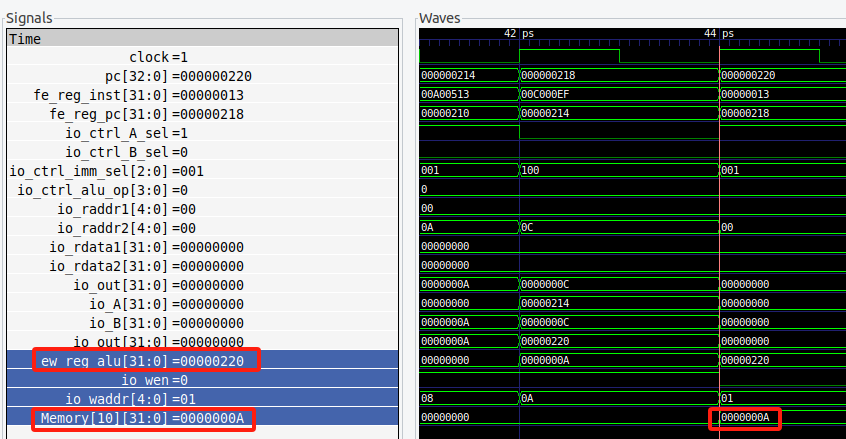 Signals
Waves
Time
42 ps 44 ps
clock=1
pc[32:0]=000000220 000000214 000000218 000000220
fe_reg_inst[31:0]=00000013 00A00513 00C000EF 00000013
fe_reg_pc[31:0]=00000218 00000210 00000214 00000218
io_ctrl_A_sel=1
io_ctrl_B_sel=0
io_ctrl_imm_sel[2:0]=001 001 100 001
io_ctrl_alu_op[3:0]=0 0
io_raddr1[4:0]=00 00
io_raddr2[4:0]=00 0A 0C 00
io_rdata1[31:0]=00000000 00000000
io_rdata2[31:0]=00000000 00000000
io_out[31:0]=00000000 0000000A 0000000C 00000000
io_A[31:0]=00000000 00000000 00000214 00000000
io_B[31:0]=00000000 0000000A 0000000C 00000000
io_out[31:0]=00000000 0000000A 00000220 00000000
ew_reg_alu[31:0]=00000220 00000000 0000000A 00000220
io_wen=0
io_waddr[4:0]=01 08 0A 01
Memory[10][31:0]=0000000A 00000000 0000000A